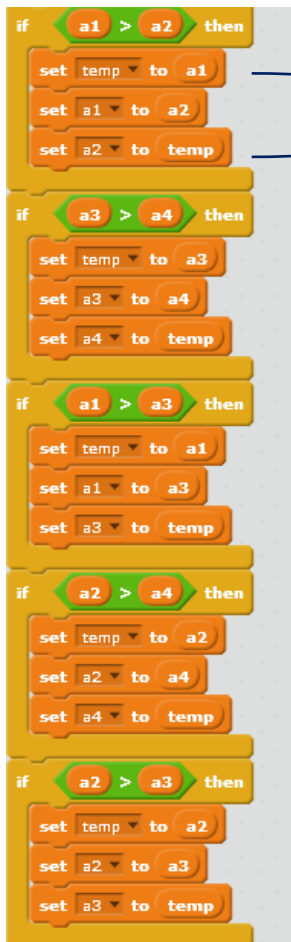 if a1 > a2 then
set temp to a1
set a1 to a2
set a2 to temp
if a3 > a4 then
set temp to a3
set a3 to a4
set a4 to temp
if a1 > a3 then
set temp to a1
set a1 to a3
set a3 to temp
if a2 > a4 then
set temp to a2
set a2 to a4
set a4 to temp
if a2 > a3 then
set temp to a2
set a2 to a3
set a3 to temp